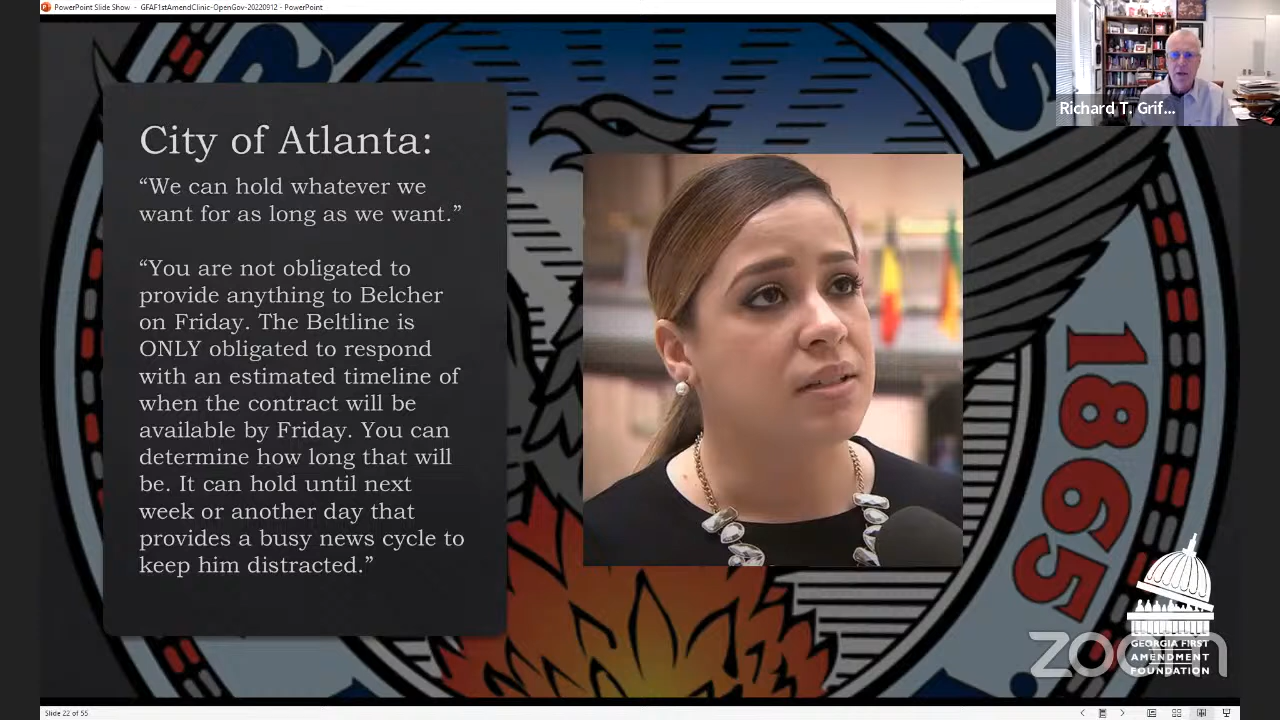 PowerPoint Slide Show - GFAF1stAmendClinic-OpenGov-20220912 - PowerPoint
Richard T. Grif...
City of Atlanta:
“We can hold whatever we
want for as long as we want.”
“You are not obligated to
provide anything to Belcher
on Friday. The Beltline is
ONLY obligated to respond
with an estimated timeline of
when the contract will be
available by Friday. You can
determine how long that will
be. It can hold until next
week or another day that
provides a busy news cycle to
keep him distracted.”
1865
zoom
GEORGIA FIRST
AMENDMENT
FOUNDATION
Slide 22 of 55